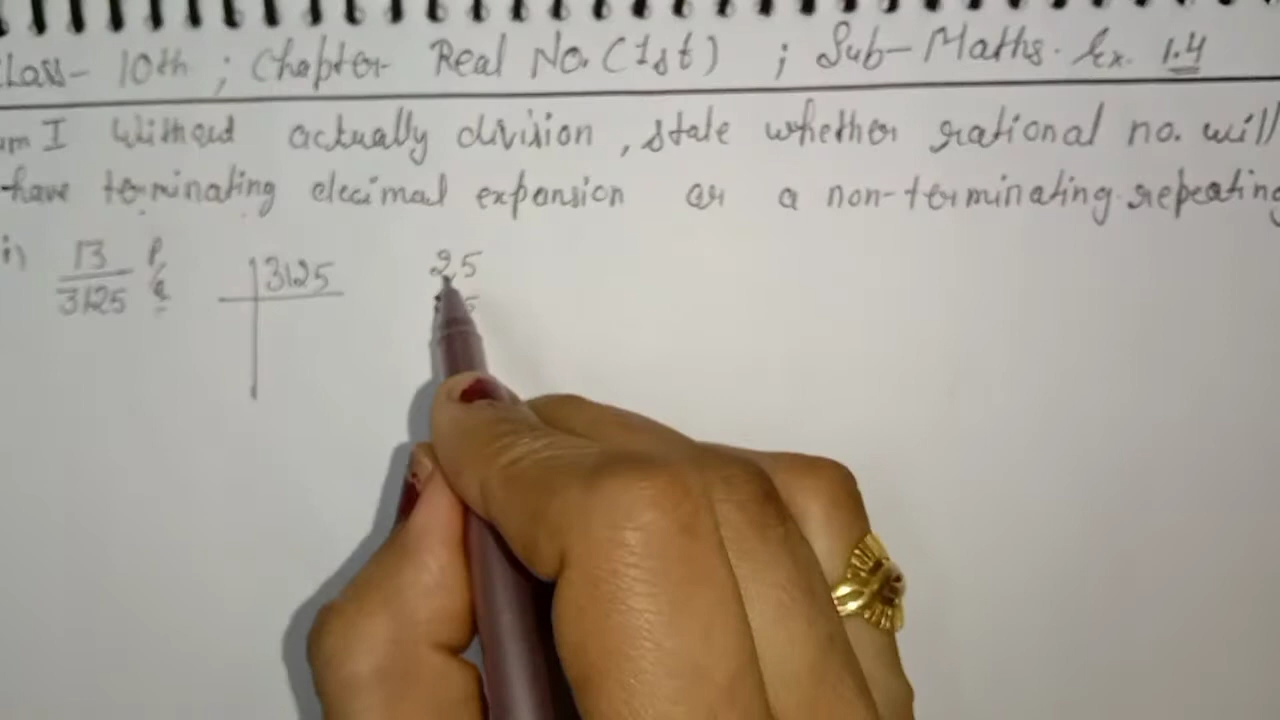 Class- 10th ; Chapter Real No. (1st) ; Sub- Maths. Ex. 1.4
I Without actually division, state whether rational no. will
have terminating decimal expansion or a non-terminating repeating
i) 13 P
3125 q
3125
25
5